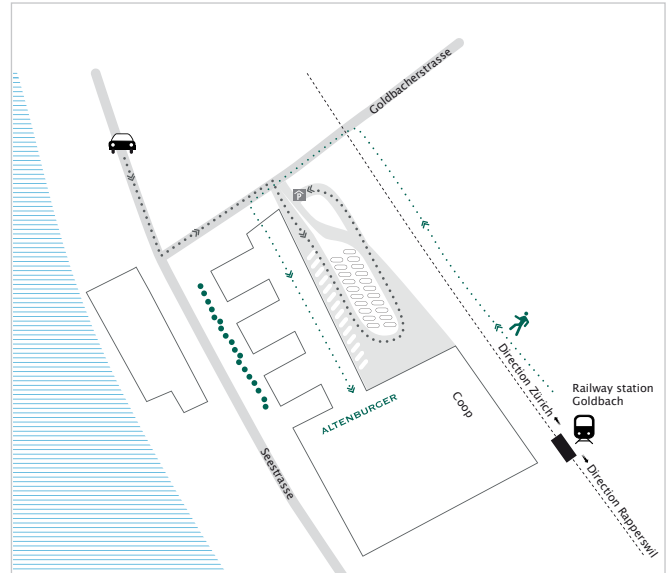 Goldbacherstrasse
P
Direction Zürich
Railway station
Goldbach
Coop
ALTENBURGER
Seestrasse
Direction Rapperswil